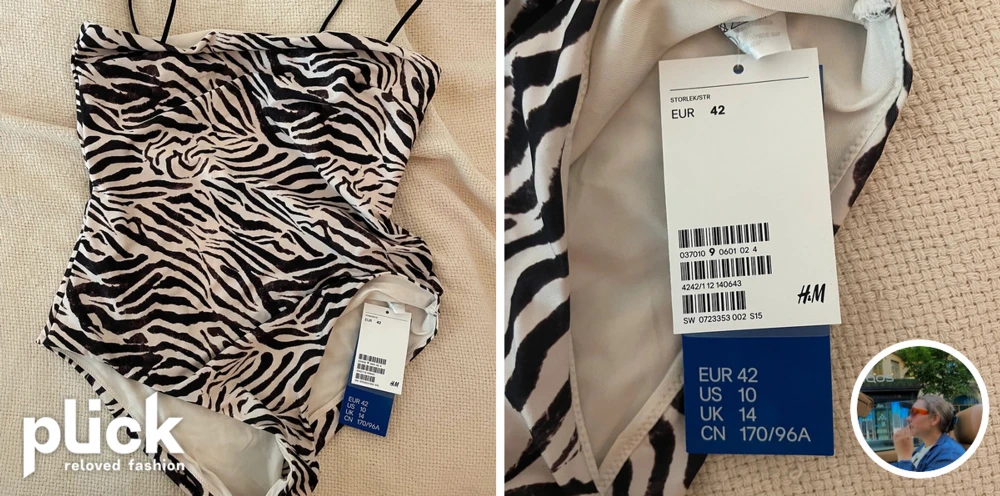 plick
reloved fashion
EUR 42
H&M
EUR 42
US 10
UK 14
CN 170/96A
STORLEK/STR
EUR 42
037010 9 0601 02 4
4242/1 12 140643
SW 0723353 002 S15
H&M
EUR 42
US 10
UK 14
CN 170/96A